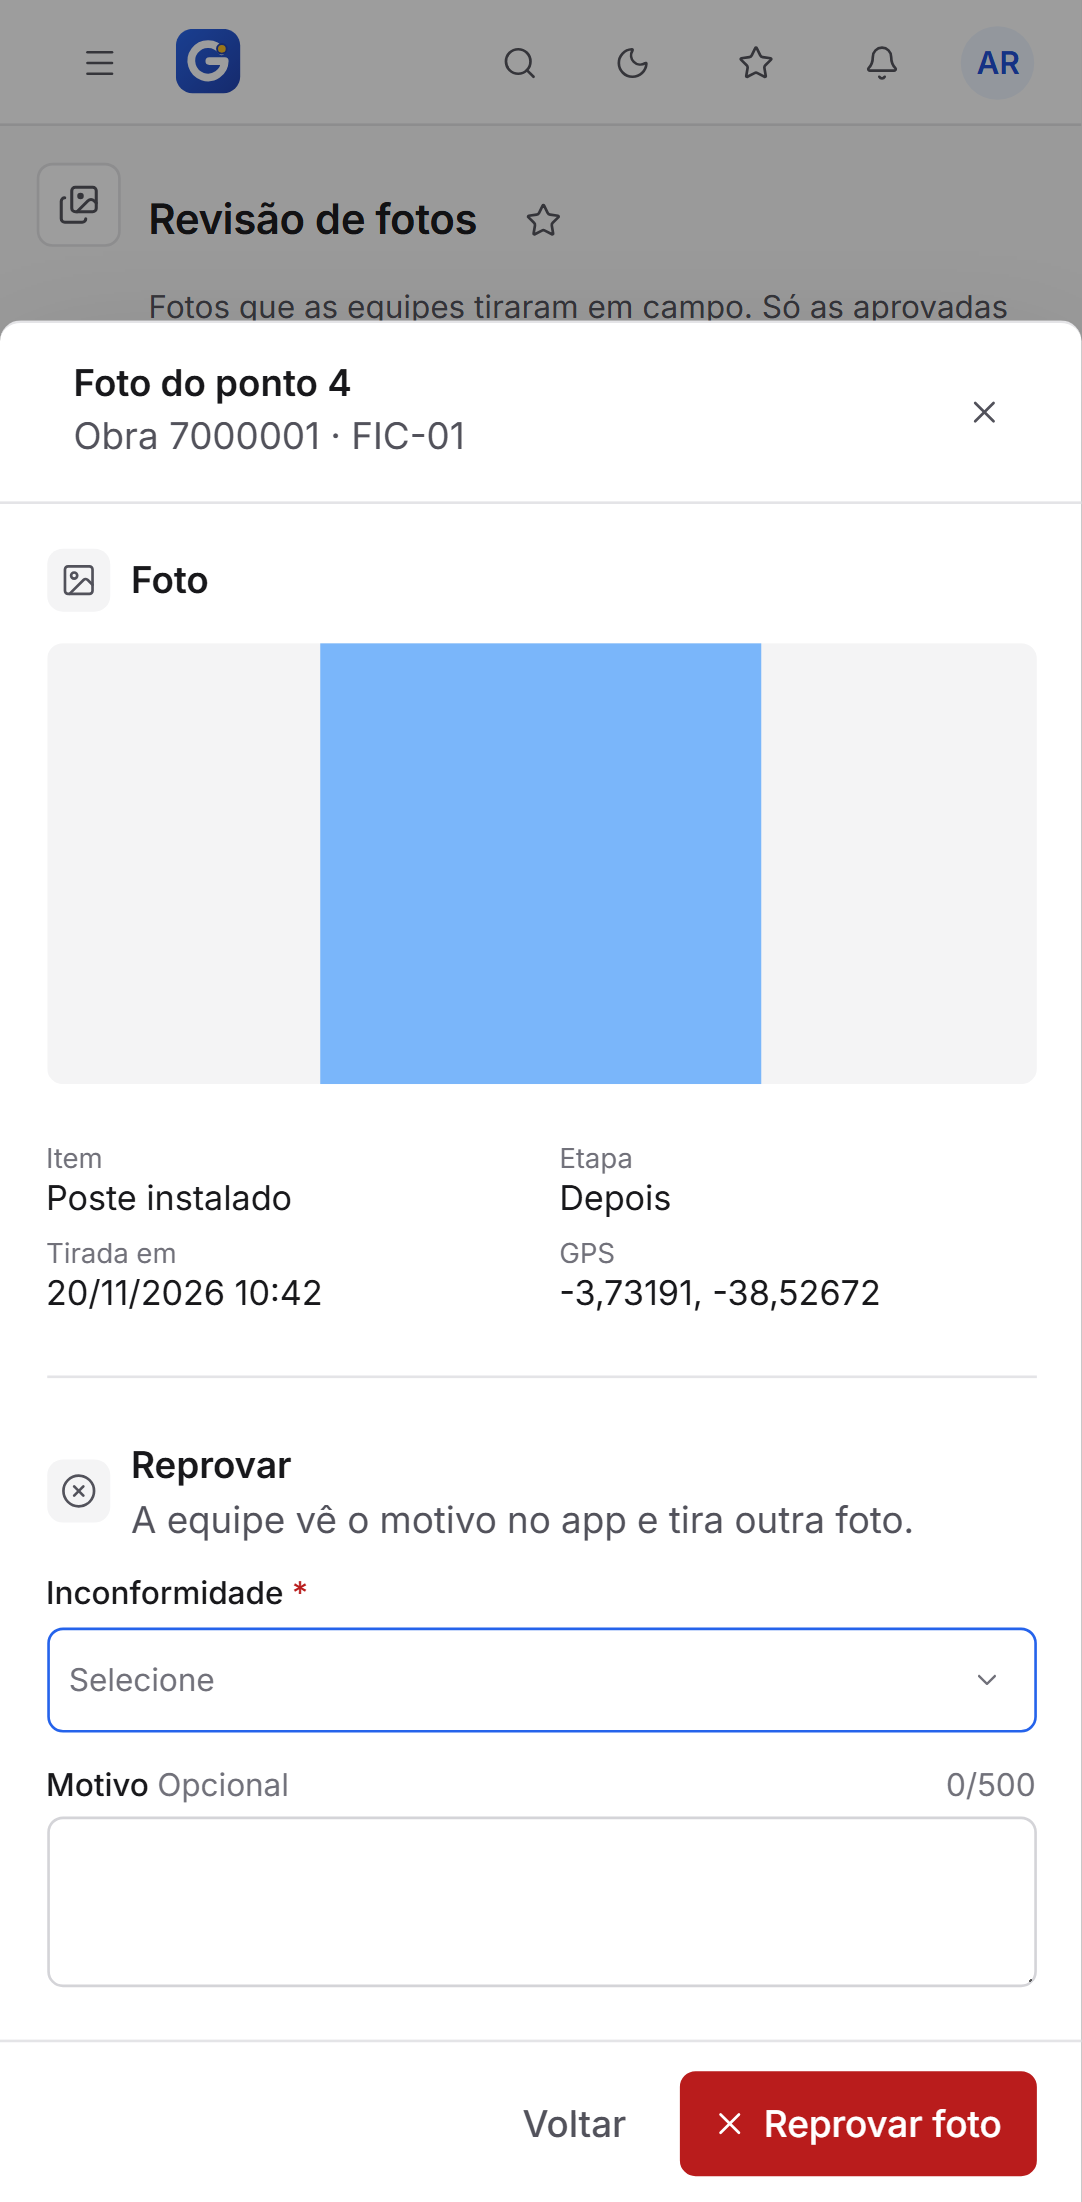 G
AR
Revisão de fotos
Fotos que as equipes tiraram em campo. Só as aprovadas
Foto do ponto 4
Obra 7000001 · FIC-01
Foto
Item
Etapa
Poste instalado
Depois
Tirada em
GPS
20/11/2026 10:42
-3,73191, -38,52672
Reprovar
A equipe vê o motivo no app e tira outra foto.
Inconformidade *
Selecione
Motivo Opcional
0/500
Voltar
Reprovar foto